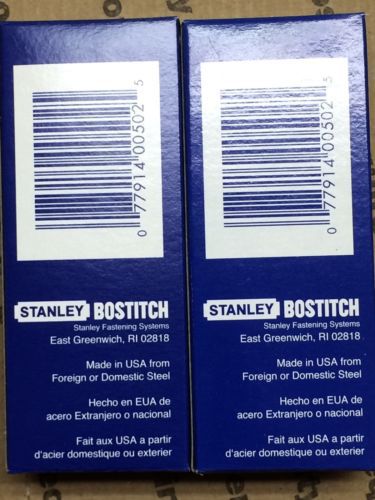 0 77914 00502 5
STANLEY BOSTITCH
Stanley Fastening Systems
East Greenwich, RI 02818
Made in USA from
Foreign or Domestic Steel
Hecho en EUA de
acero Extranjero o nacional
Fait aux USA a partir
d'acier domestique ou exterier
0 77914 00502 5
STANLEY BOSTITCH
Stanley Fastening Systems
East Greenwich, RI 02818
Made in USA from
Foreign or Domestic Steel
Hecho en EUA de
acero Extranjero o nacional
Fait aux USA a partir
d'acier domestique ou exterier